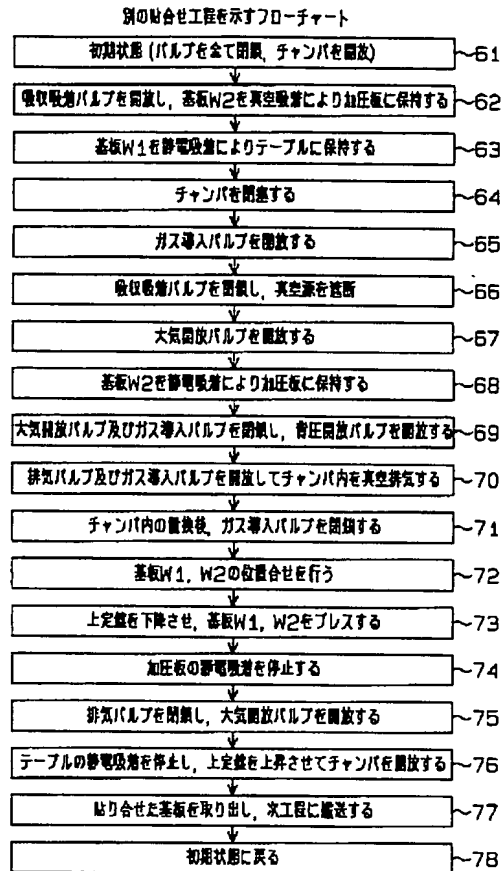 別の貼合せ工程を示すフローチャート
初期状態(バルブを全て閉鎖,チャンバを開放) 61
吸収吸着バルブを開放し,基板W2を真空吸着により加圧板に保持する 62
基板W1を静電吸着によりテーブルに保持する 63
チャンバを閉塞する 64
ガス導入バルブを開放する 65
吸収吸着バルブを閉鎖し,真空源を遮断 66
大気開放バルブを開放する 67
基板W2を静電吸着により加圧板に保持する 68
大気開放バルブ及びガス導入バルブを閉鎖し,背圧開放バルブを開放する 69
排気バルブ及びガス導入バルブを開放してチャンバ内を真空排気する 70
チャンバ内の置換後,ガス導入バルブを閉鎖する 71
基板W1,W2の位置合せを行う 72
上定盤を下降させ,基板W1,W2をプレスする 73
加圧板の静電吸着を停止する 74
排気バルブを閉鎖し,大気開放バルブを開放する 75
テーブルの静電吸着を停止し,上定盤を上昇させてチャンバを開放する 76
貼り合せた基板を取り出し,次工程に搬送する 77
初期状態に戻る 78